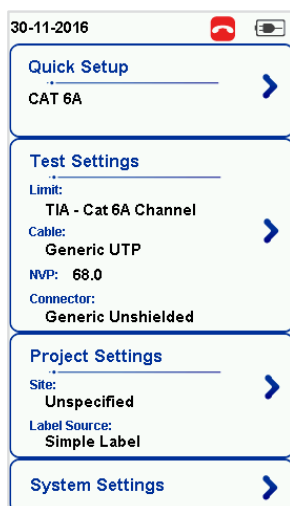 30-11-2016
Quick Setup
CAT 6A
Test Settings
Limit:
TIA - Cat 6A Channel
Cable:
Generic UTP
NVP: 68.0
Connector:
Generic Unshielded
Project Settings
Site:
Unspecified
Label Source:
Simple Label
System Settings